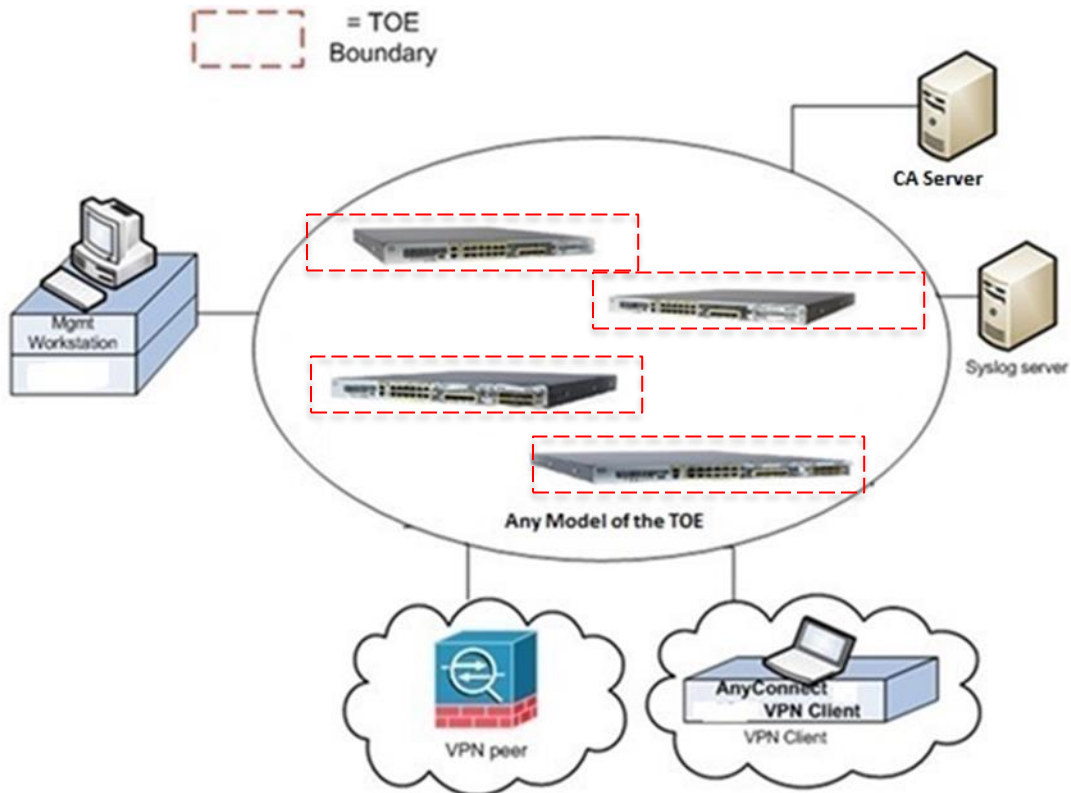 = TOE
Boundary
CA Server
Mgmt
Workstation
Syslog server
Any Model of the TOE
VPN peer
AnyConnect
VPN Client
VPN Client